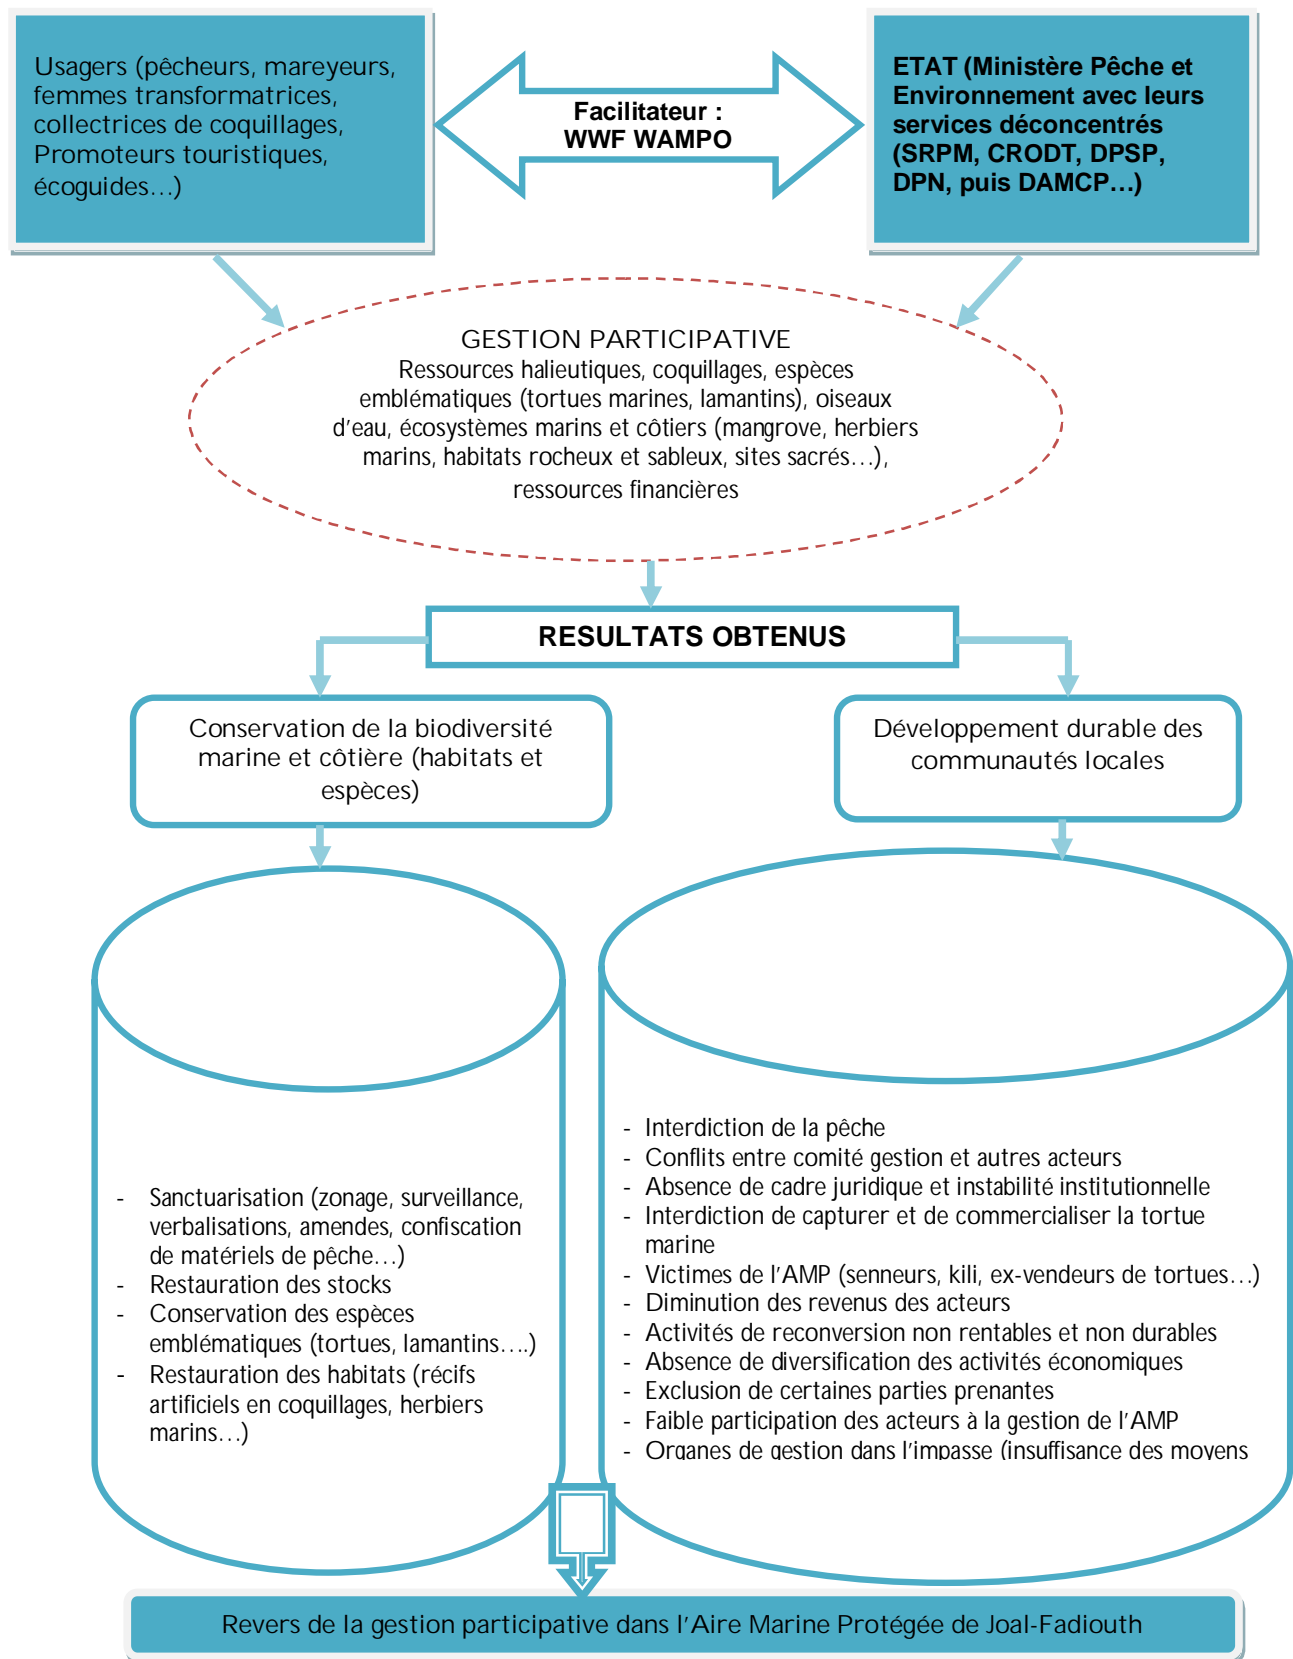 Usagers (pêcheurs, mareyeurs,
femmes transformatrices,
collectrices de coquillages,
Promoteurs touristiques,
écoguides…)
Facilitateur :
WWF WAMPO
ETAT (Ministère Pêche et
Environnement avec leurs
services déconcentrés
(SRPM, CRODT, DPSP,
DPN, puis DAMCP…)
GESTION PARTICIPATIVE
Ressources halieutiques, coquillages, espèces
emblématiques (tortues marines, lamantins), oiseaux
d'eau, écosystèmes marins et côtiers (mangrove, herbiers
marins, habitats rocheux et sableux, sites sacrés…),
ressources financières
RESULTATS OBTENUS
Conservation de la biodiversité
marine et côtière (habitats et
espèces)
Développement durable des
communautés locales
- Sanctuarisation (zonage, surveillance,
verbalisations, amendes, confiscation
de matériels de pêche…)
- Restauration des stocks
- Conservation des espèces
emblématiques (tortues, lamantins….)
- Restauration des habitats (récifs
artificiels en coquillages, herbiers
marins…)
- Interdiction de la pêche
- Conflits entre comité gestion et autres acteurs
- Absence de cadre juridique et instabilité institutionnelle
- Interdiction de capturer et de commercialiser la tortue
marine
- Victimes de l'AMP (senneurs, kili, ex-vendeurs de tortues…)
- Diminution des revenus des acteurs
- Activités de reconversion non rentables et non durables
- Absence de diversification des activités économiques
- Exclusion de certaines parties prenantes
- Faible participation des acteurs à la gestion de l'AMP
- Organes de gestion dans l'impasse (insuffisance des moyens
Revers de la gestion participative dans l'Aire Marine Protégée de Joal-Fadiouth